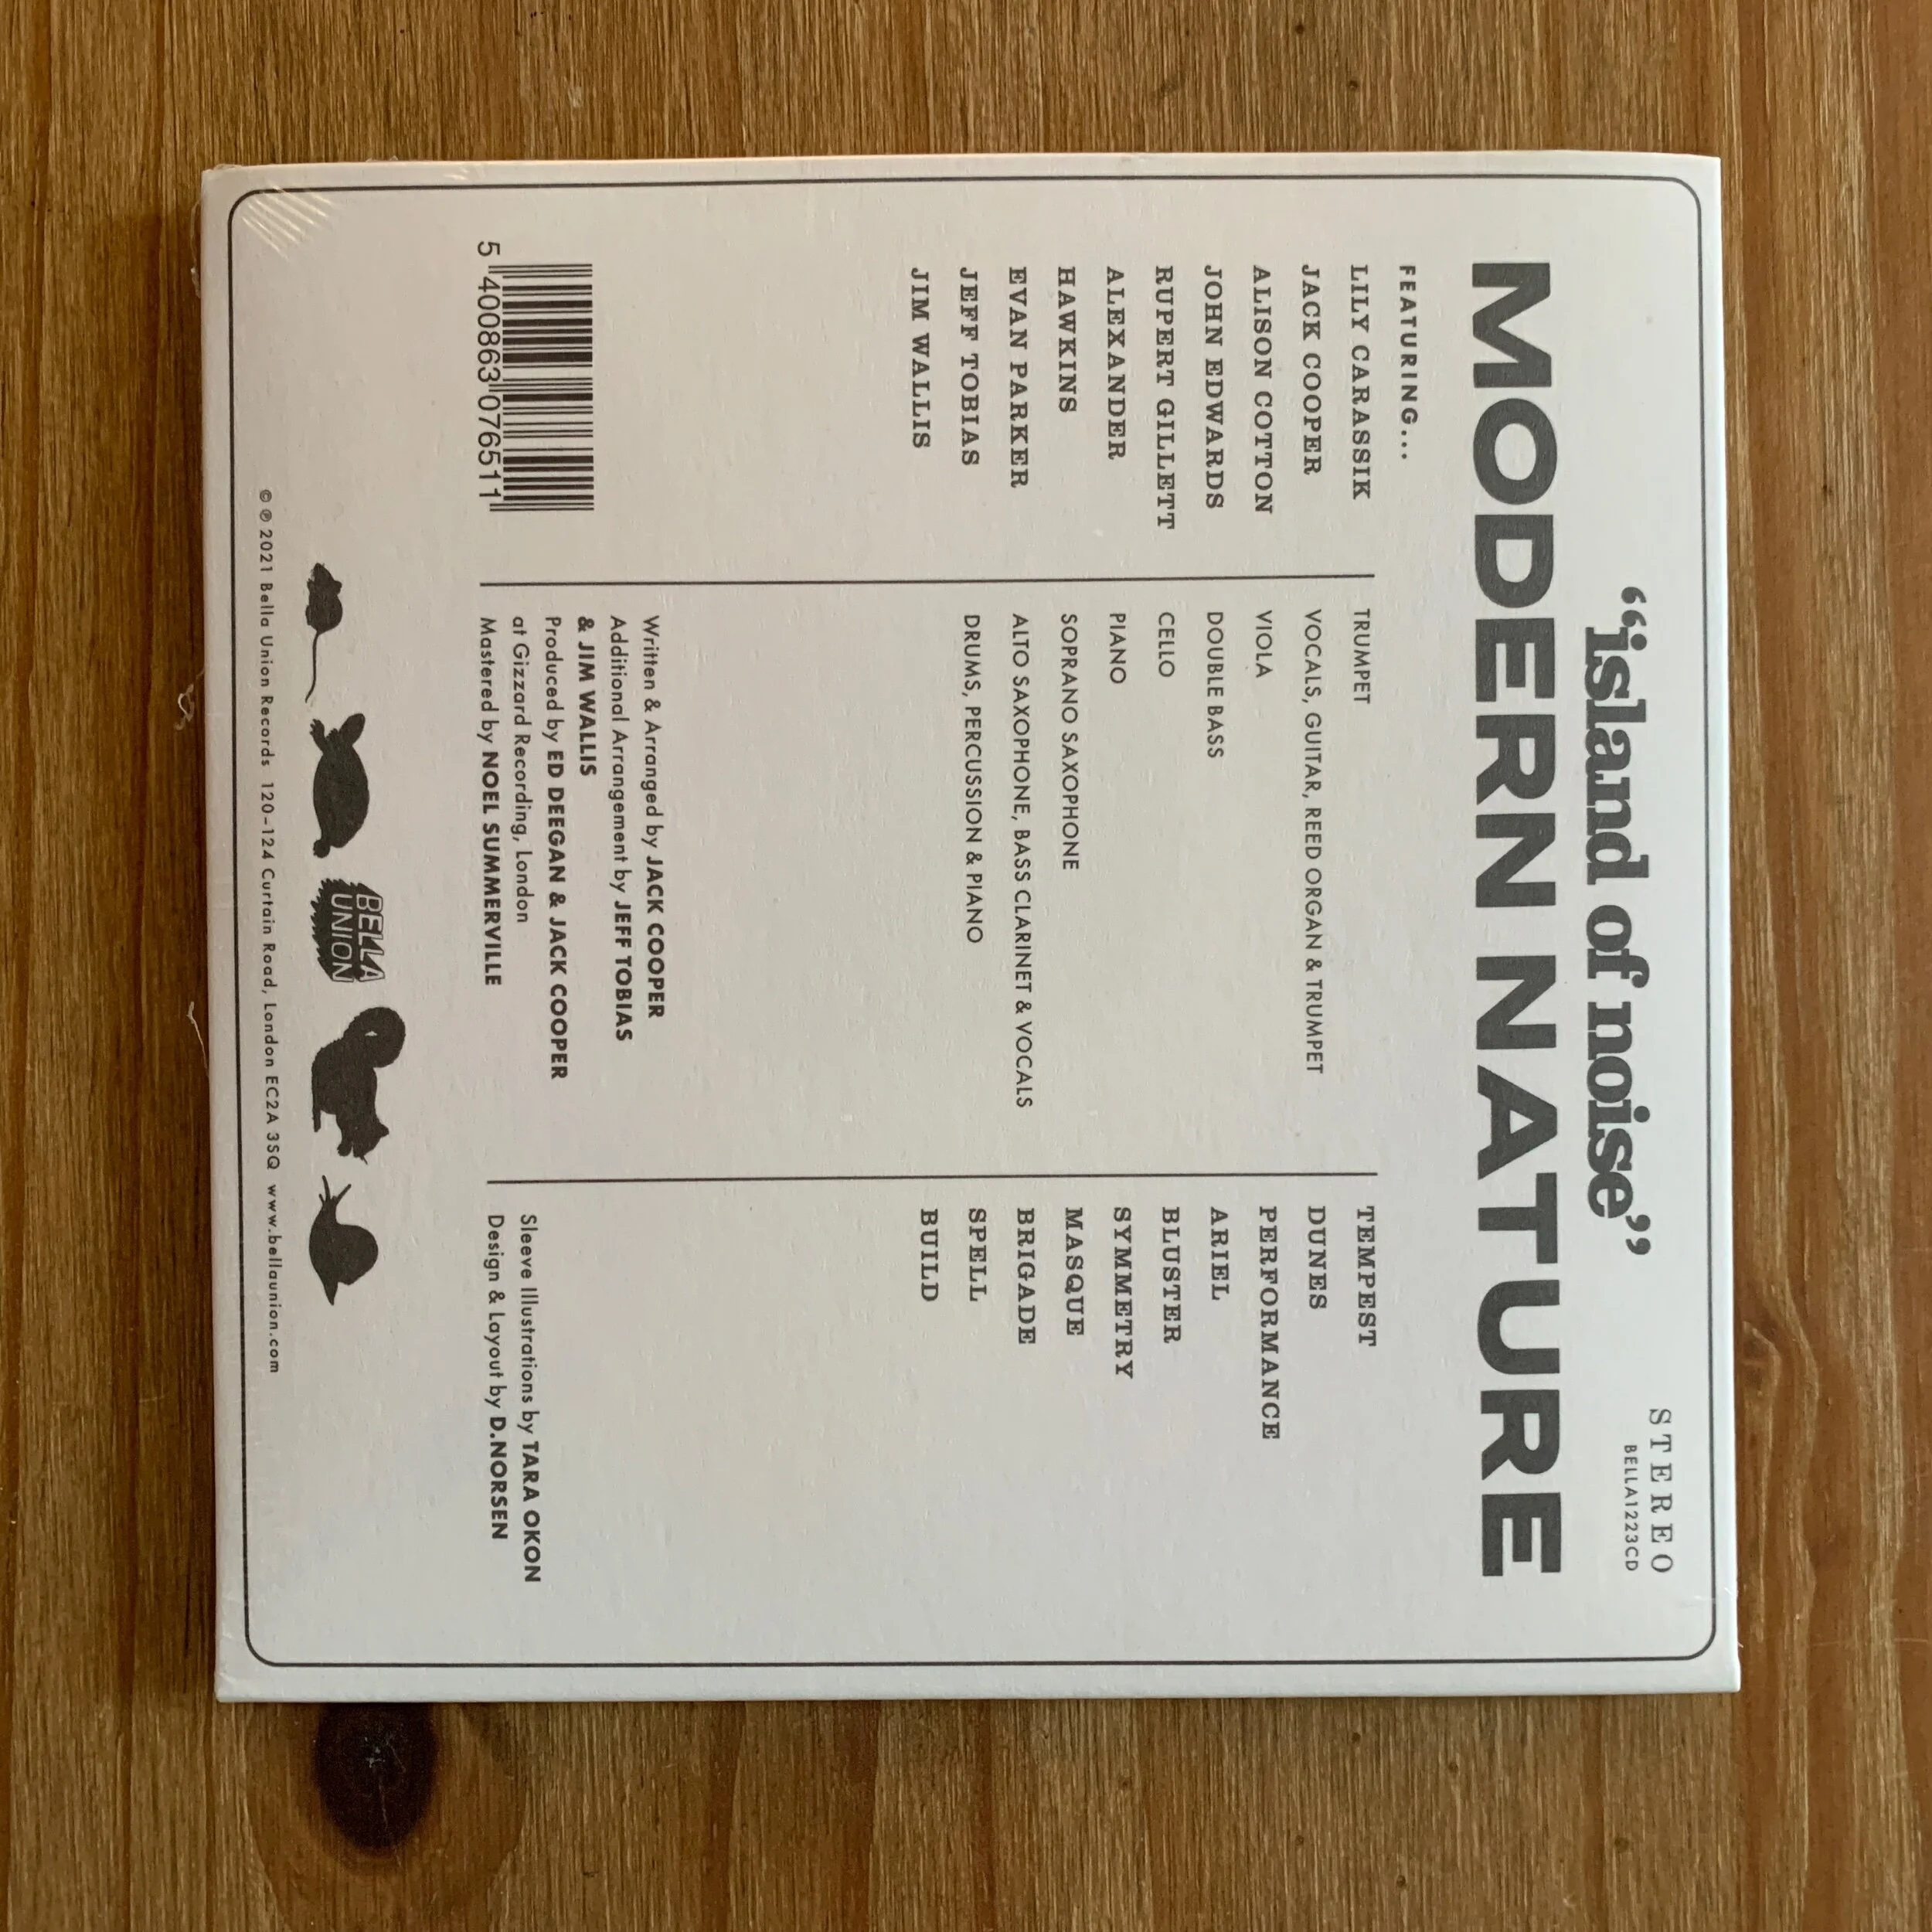 STEREO
BELLA1223CD
“island of noise”
MODERN NATURE
FEATURING...
LILY CARASSIK
JACK COOPER
ALISON COTTON
JOHN EDWARDS
RUPERT GILLETT
ALEXANDER
HAWKINS
EVAN PARKER
JEFF TOBIAS
JIM WALLIS
TRUMPET
VOCALS, GUITAR, REED ORGAN & TRUMPET
VIOLA
DOUBLE BASS
CELLO
PIANO
SOPRANO SAXOPHONE
ALTO SAXOPHONE, BASS CLARINET & VOCALS
DRUMS, PERCUSSION & PIANO
TEMPEST
DUNES
PERFORMANCE
ARIEL
BLUSTER
SYMMETRY
MASQUE
BRIGADE
SPELL
BUILD
5 400863 076511
Written & Arranged by JACK COOPER
Additional Arrangement by JEFF TOBIAS
& JIM WALLIS
Produced by ED DEEGAN & JACK COOPER
at Gizzard Recording, London
Mastered by NOEL SUMMERVILLE
Sleeve Illustrations by TARA OKON
Design & Layout by D.NORSEN
BELLA
UNION
© ℗ 2021 Bella Union Records 120–124 Curtain Road, London EC2A 3SQ www.bellaunion.com